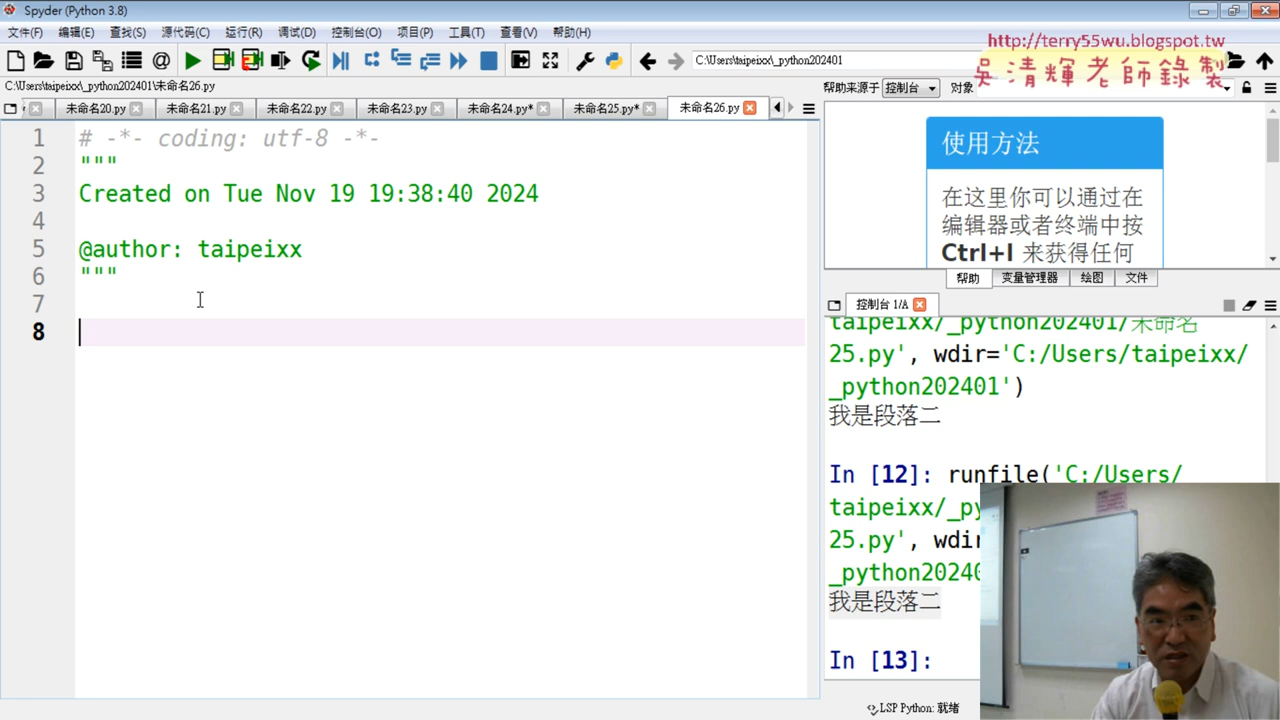 Spyder (Python 3.8)
文件(F) 编辑(E) 查找(S) 源代码(C) 运行(R) 调试(D) 控制台(O) 项目(P) 工具(T) 查看(V) 帮助(H)
http://terry55wu.blogspot.tw
吳清輝老師錄製
C:\Users\taipeixx\_python202401
C:\Users\taipeixx\_python202401\未命名26.py
帮助来源于 控制台 对象
未命名20.py 未命名21.py 未命名22.py 未命名23.py 未命名24.py* 未命名25.py* 未命名26.py
1 # -*- coding: utf-8 -*-
2 """
3 Created on Tue Nov 19 19:38:40 2024
4
5 @author: taipeixx
6 """
7
8
使用方法
在这里你可以通过在
编辑器或者终端中按
Ctrl+I 来获得任何
帮助 变量管理器 绘图 文件
控制台 1/A
taipeixx/_python202401/未命名
25.py', wdir='C:/Users/taipeixx/
_python202401')
我是段落二
In [12]: runfile('C:/Users/
taipeixx/_py
25.py', wdi
_python2024
我是段落二
In [13]:
LSP Python: 就绪